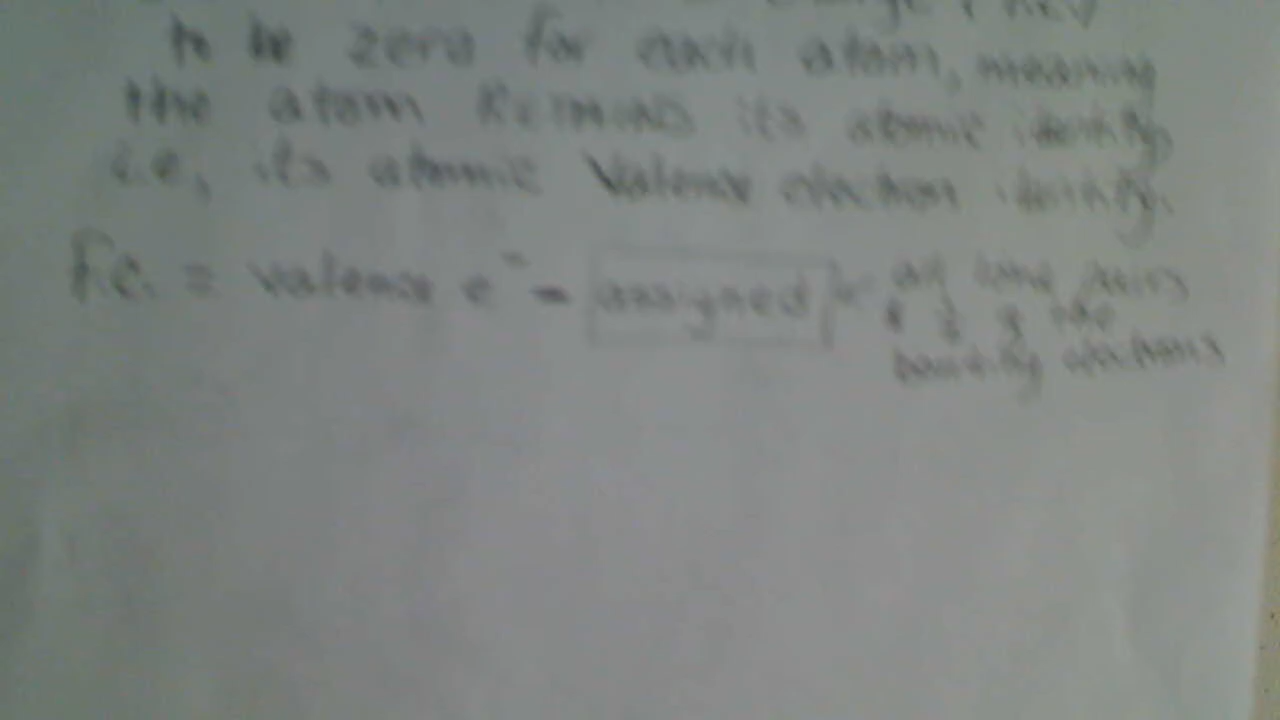 to be zero for each atom, meaning
the atom RETAINS its atomic identity
i.e, its atomic Valence electron identity.
F.C. = valence e⁻ - assigned ← all lone pairs
& ½ of the
bonding electrons